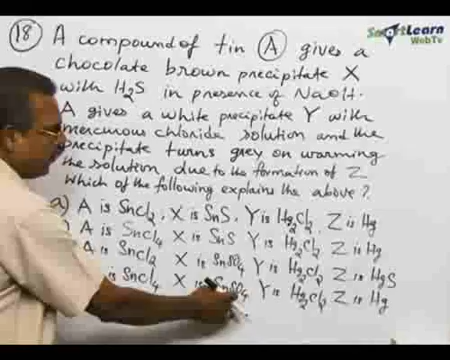 SmartLearn
WebTv
18 A compound of tin A gives a
chocolate brown precipitate X
with H2S in presence of NaOH.
A gives a white precipitate Y with
mercurous chloride solution and the
precipitate turns grey on warming
the solution due to the formation of Z
Which of the following explains the above?
a) A is SnCl2, X is SnS, Y is Hg2Cl2, Z is Hg
A is SnCl4 X is SnS Y is Hg2Cl2 Z is Hg
A is SnCl2 X is SnSO4 Y is Hg2Cl2 Z is HgS
is SnCl4 X is SnSO4 Y is Hg2Cl2 Z is Hg